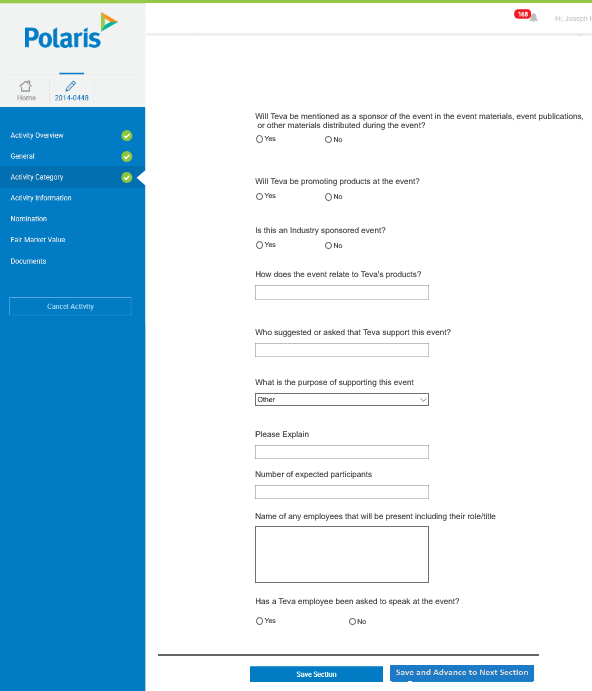 Polaris
168
Hi, Joseph
Home
2014-0448
Activity Overview
General
Activity Category
Activity Information
Nomination
Fair Market Value
Documents
Cancel Activity
Will Teva be mentioned as a sponsor of the event in the event materials, event publications,
or other materials distributed during the event?
Yes No
Will Teva be promoting products at the event?
Yes No
Is this an Industry sponsored event?
Yes No
How does the event relate to Teva's products?
Who suggested or asked that Teva support this event?
What is the purpose of supporting this event
Other
Please Explain
Number of expected participants
Name of any employees that will be present including their role/title
Has a Teva employee been asked to speak at the event?
Yes No
Save Section
Save and Advance to Next Section